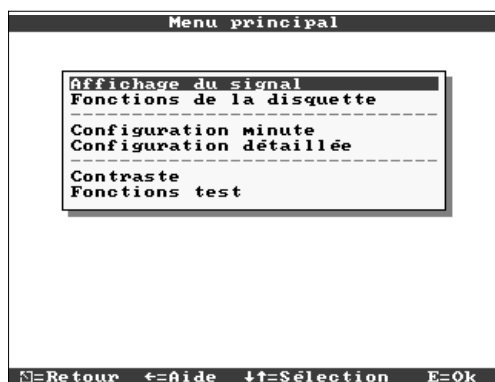 Menu principal
Affichage du signal
Fonctions de la disquette
Configuration minute
Configuration détaillée
Contraste
Fonctions test
=Retour ←=Aide ↓↑=Sélection E=Ok